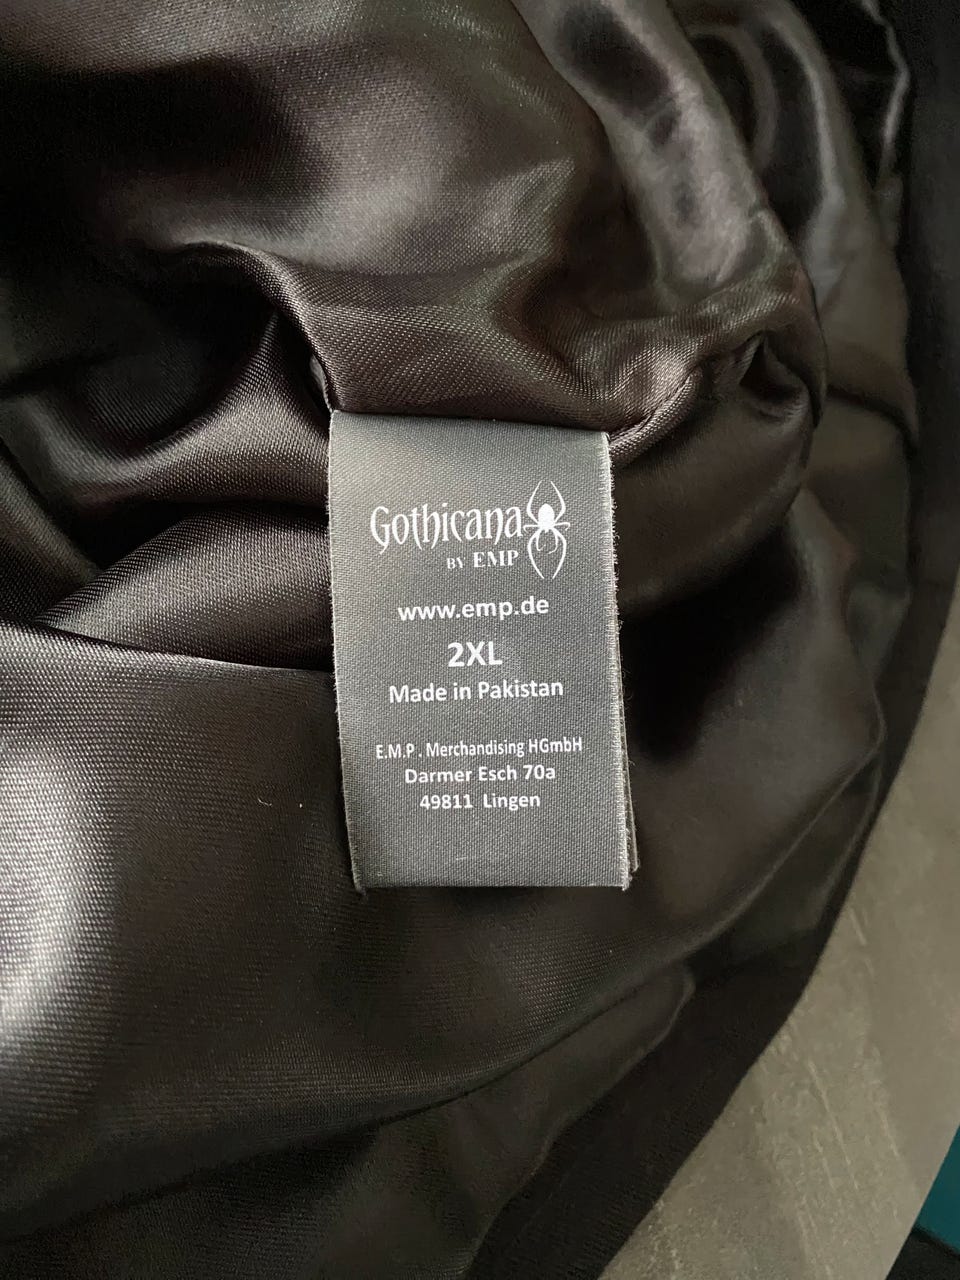 Gothicana
BY EMP
www.emp.de
2XL
Made in Pakistan
E.M.P. Merchandising HGmbH
Darmer Esch 70a
49811 Lingen